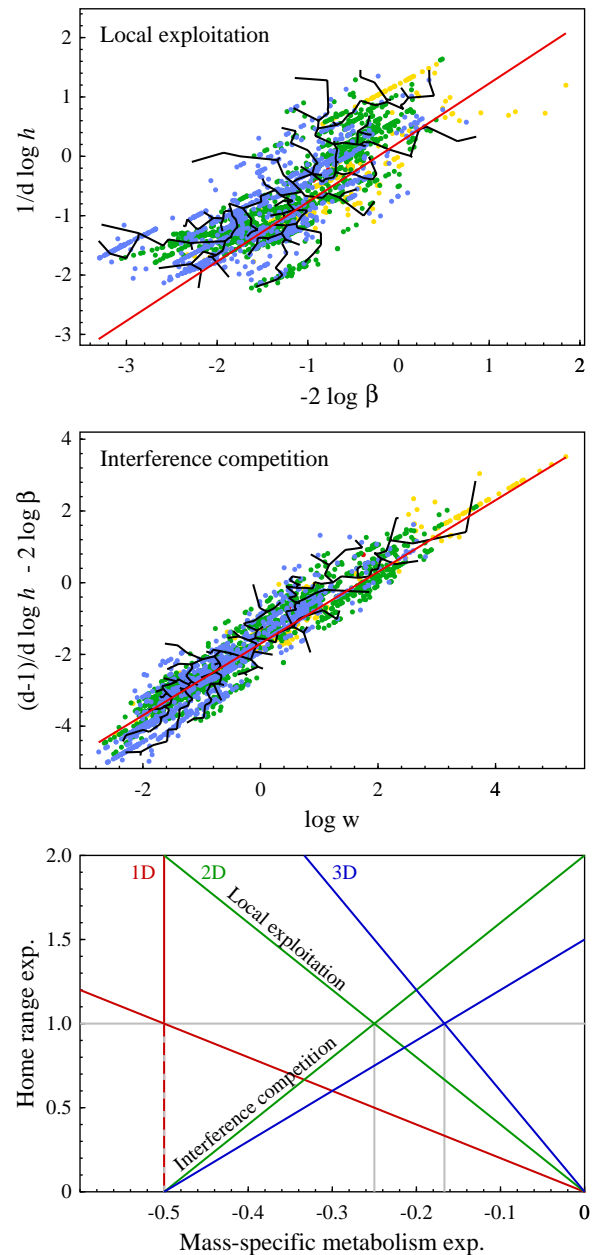 Local exploitation
1/d log h
2
1
0
-1
-2
-3
-3 -2 -1 0 1 2
-2 log β
Interference competition
(d-1)/d log h - 2 log β
4
2
0
-2
-4
-2 0 2 4
log w
1D 2D 3D
Local exploitation
Interference competition
Home range exp.
2.0
1.5
1.0
0.5
0
-0.5 -0.4 -0.3 -0.2 -0.1 0
Mass-specific metabolism exp.